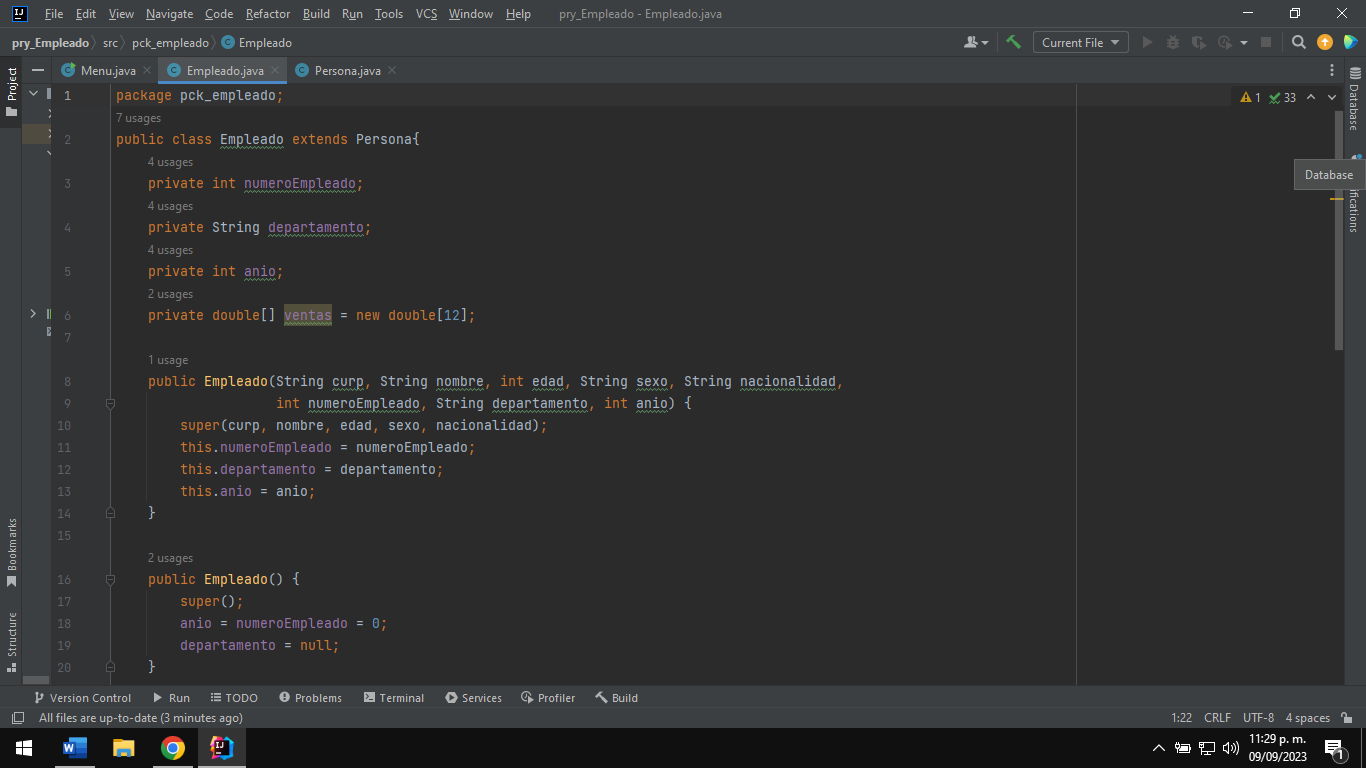 File Edit View Navigate Code Refactor Build Run Tools VCS Window Help pry_Empleado - Empleado.java
pry_Empleado src pck_empleado Empleado Current File
Menu.java Empleado.java Persona.java
Project
Bookmarks
Structure
1 package pck_empleado;
7 usages
2 public class Empleado extends Persona{
4 usages
3 private int numeroEmpleado;
4 usages
4 private String departamento;
4 usages
5 private int anio;
2 usages
6 private double[] ventas = new double[12];
7
1 usage
8 public Empleado(String curp, String nombre, int edad, String sexo, String nacionalidad,
9 int numeroEmpleado, String departamento, int anio) {
10 super(curp, nombre, edad, sexo, nacionalidad);
11 this.numeroEmpleado = numeroEmpleado;
12 this.departamento = departamento;
13 this.anio = anio;
14 }
15
2 usages
16 public Empleado() {
17 super();
18 anio = numeroEmpleado = 0;
19 departamento = null;
20 }
1 33
Database
Database
ifications
Version Control Run TODO Problems Terminal Services Profiler Build
All files are up-to-date (3 minutes ago) 1:22 CRLF UTF-8 4 spaces
11:29 p. m.
09/09/2023
1